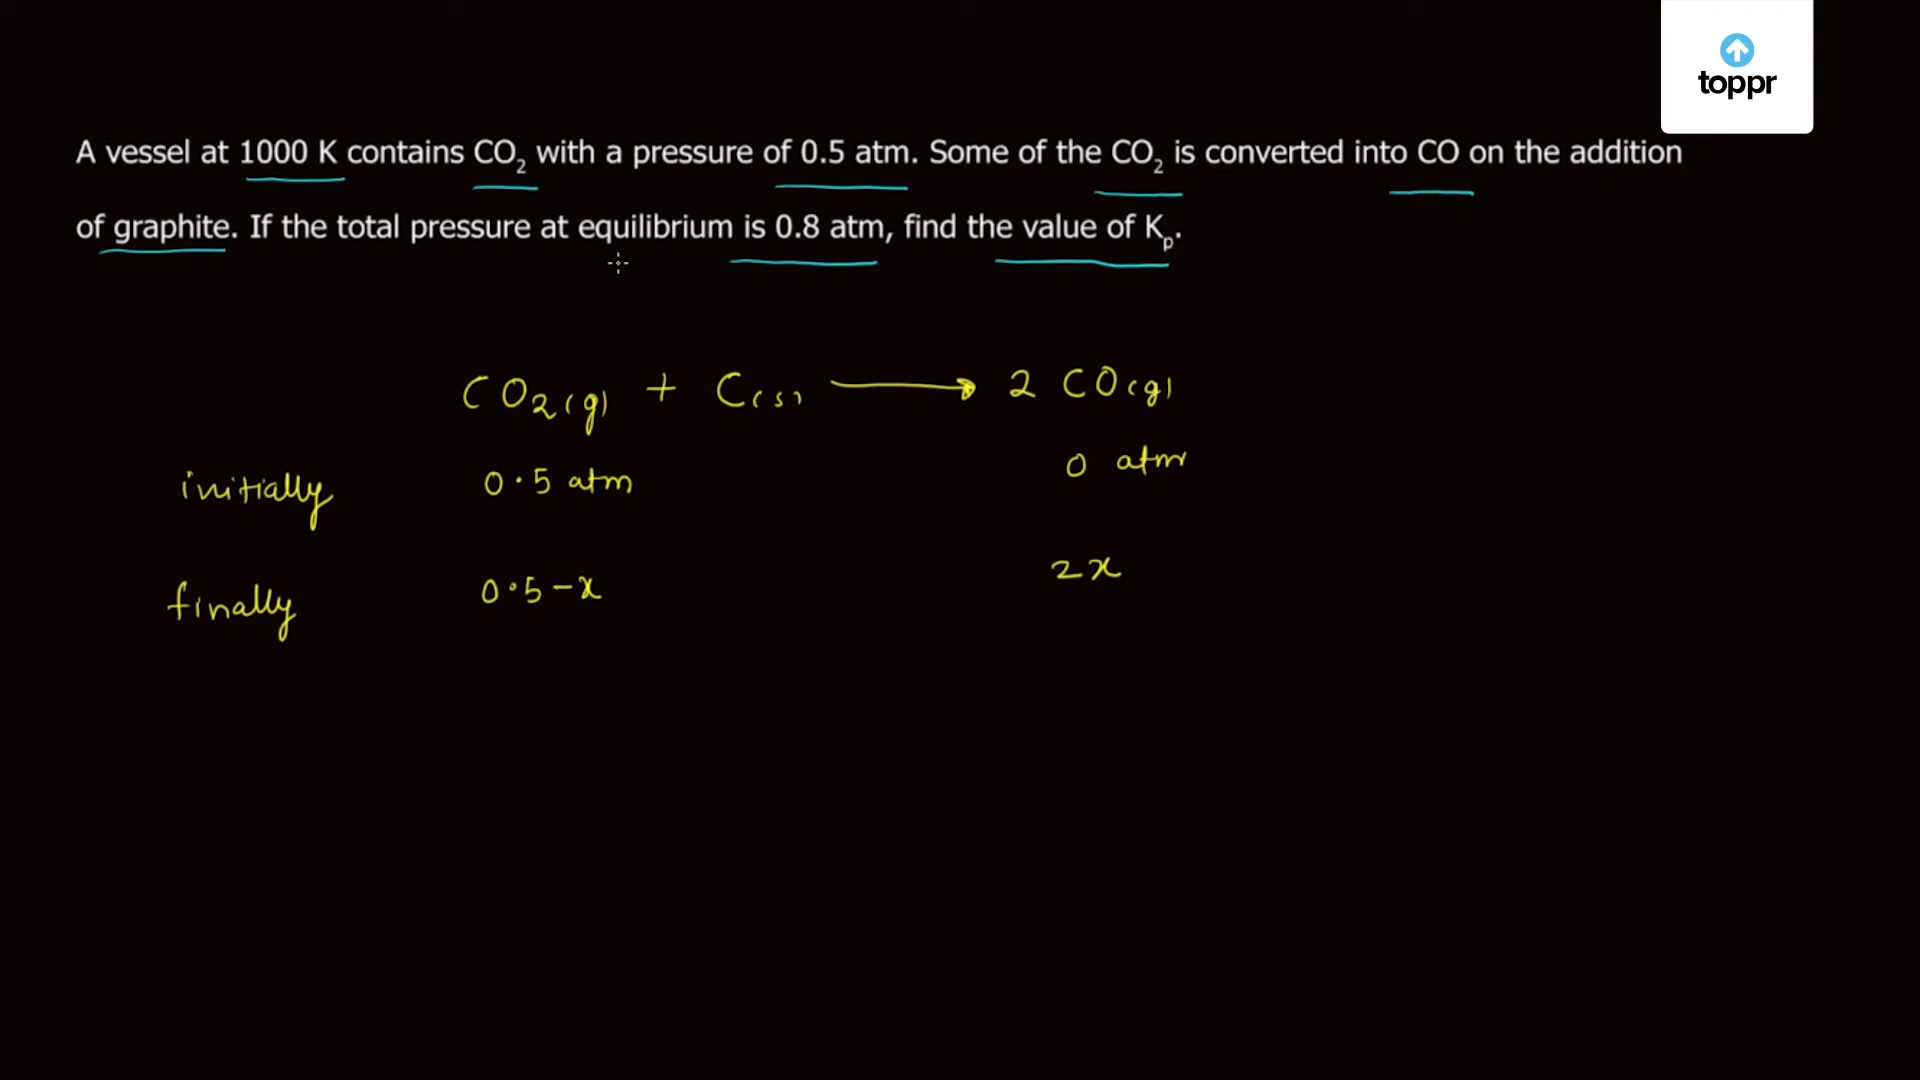 toppr
A vessel at 1000 K contains CO₂ with a pressure of 0.5 atm. Some of the CO₂ is converted into CO on the addition
of graphite. If the total pressure at equilibrium is 0.8 atm, find the value of Kₚ.
CO₂(g) + C(s) ⟶ 2 CO(g)
initially 0.5 atm 0 atm
finally 0.5-x 2x